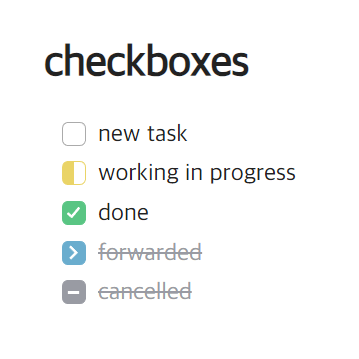 checkboxes
new task
working in progress
done
forwarded
cancelled